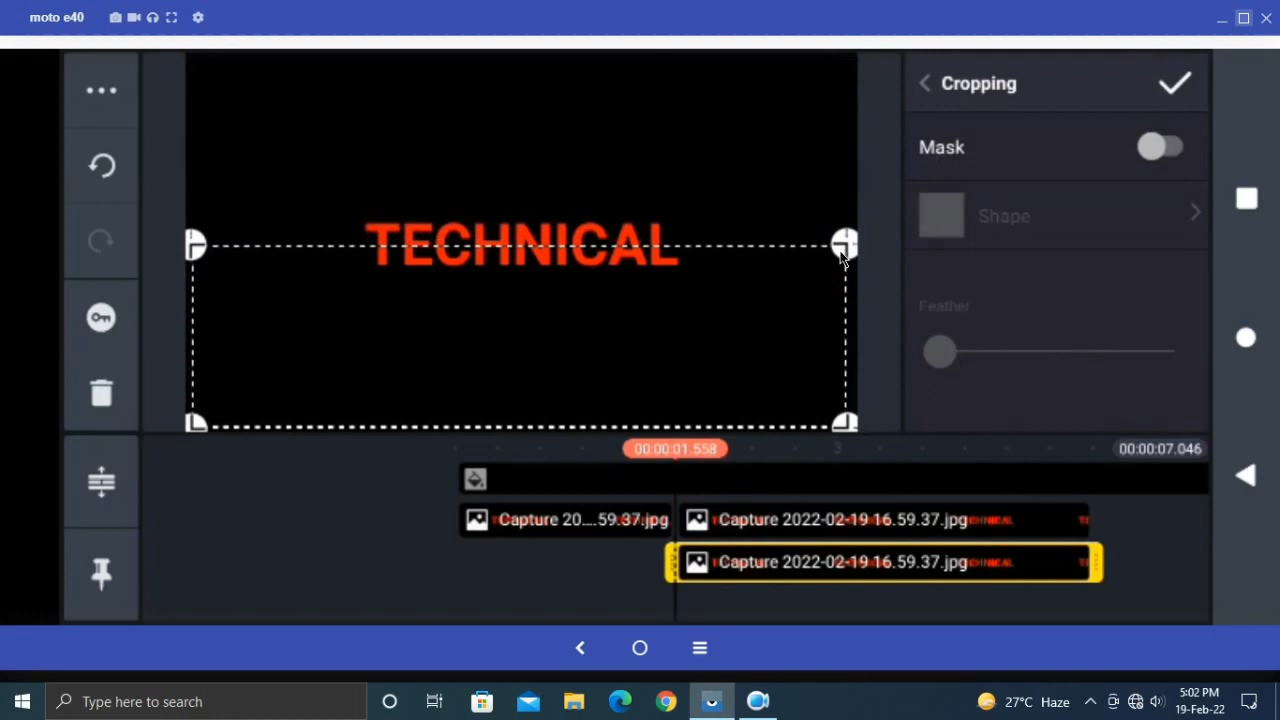 moto e40
Cropping
Mask
Shape
Feather
TECHNICAL
00:00:01.558
3
00:00:07.046
Capture 20....59.37.jpg
Capture 2022-02-19 16.59.37.jpg
Capture 2022-02-19 16.59.37.jpg
Type here to search
27°C Haze
5:02 PM
19-Feb-22